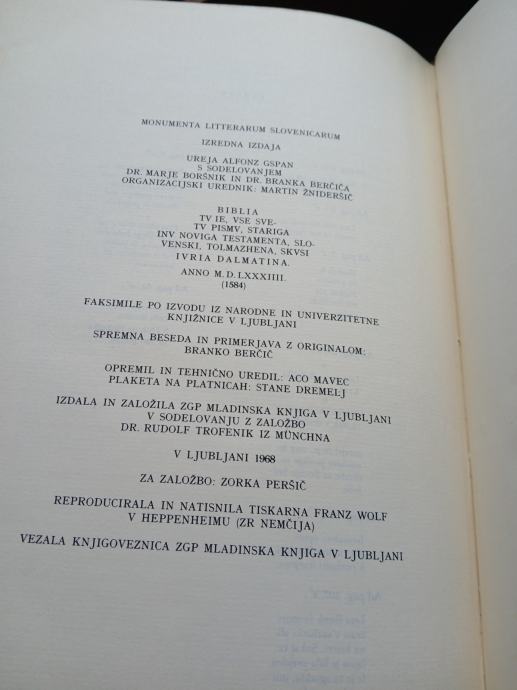 MONUMENTA LITTERARUM SLOVENICARUM
IZREDNA IZDAJA
UREJA ALFONZ GSPAN
S SODELOVANJEM
DR. MARJE BORŠNIK IN DR. BRANKA BERČIČA
ORGANIZACIJSKI UREDNIK: MARTIN ŽNIDERŠIČ
BIBLIA
TV IE, VSE SVE-
TV PISMV, STARIGA
INV NOVIGA TESTAMENTA, SLO-
VENSKI, TOLMAZHENA, SKVSI
IVRIA DALMATINA.
ANNO M. D. LXXXIIII.
(1584)
FAKSIMILE PO IZVODU IZ NARODNE IN UNIVERZITETNE
KNJIŽNICE V LJUBLJANI
SPREMNA BESEDA IN PRIMERJAVA Z ORIGINALOM:
BRANKO BERČIČ
OPREMIL IN TEHNIČNO UREDIL: ACO MAVEC
PLAKETA NA PLATNICAH: STANE DREMELJ
IZDALA IN ZALOŽILA ZGP MLADINSKA KNJIGA V LJUBLJANI
V SODELOVANJU Z ZALOŽBO
DR. RUDOLF TROFENIK IZ MÜNCHNA
V LJUBLJANI 1968
ZA ZALOŽBO: ZORKA PERŠIČ
REPRODUCIRALA IN NATISNILA TISKARNA FRANZ WOLF
V HEPPENHEIMU (ZR NEMČIJA)
VEZALA KNJIGOVEZNICA ZGP MLADINSKA KNJIGA V LJUBLJANI